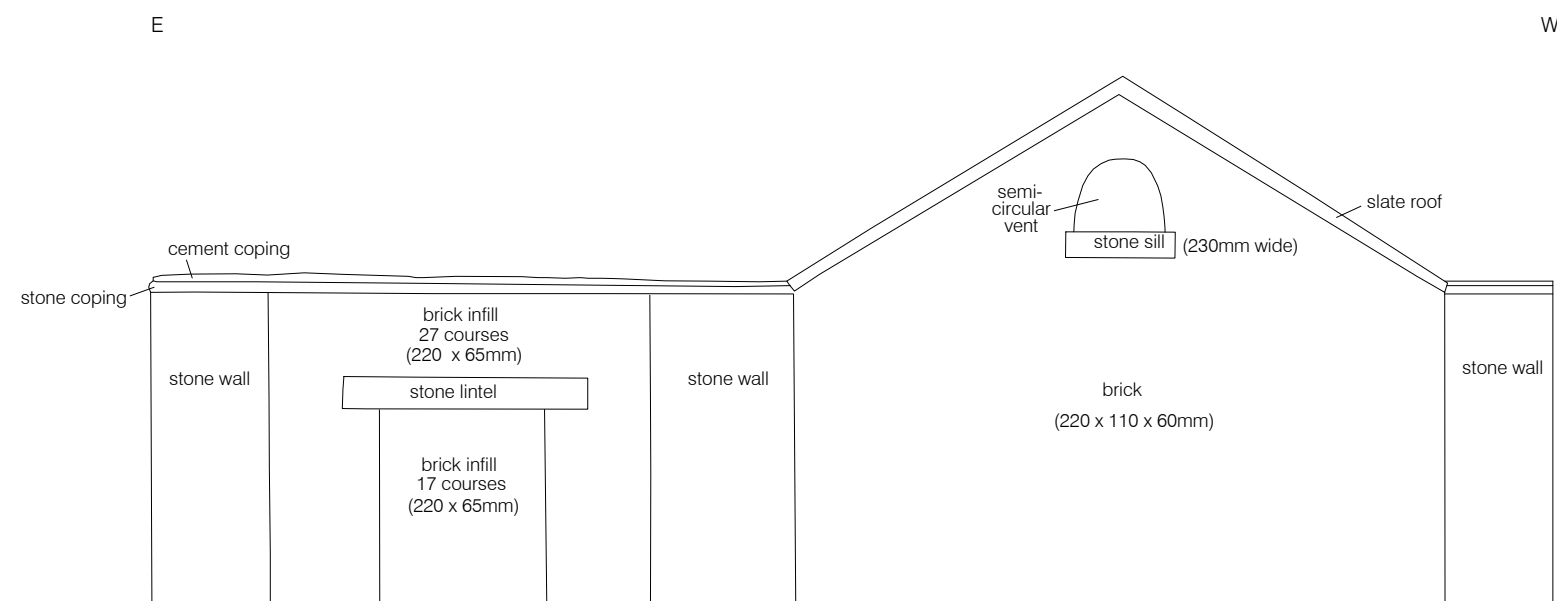 E
W
semi-
circular
vent
slate roof
stone sill
(230mm wide)
cement coping
stone coping
brick infill
27 courses
(220 x 65mm)
stone wall
stone lintel
stone wall
brick
(220 x 110 x 60mm)
stone wall
brick infill
17 courses
(220 x 65mm)